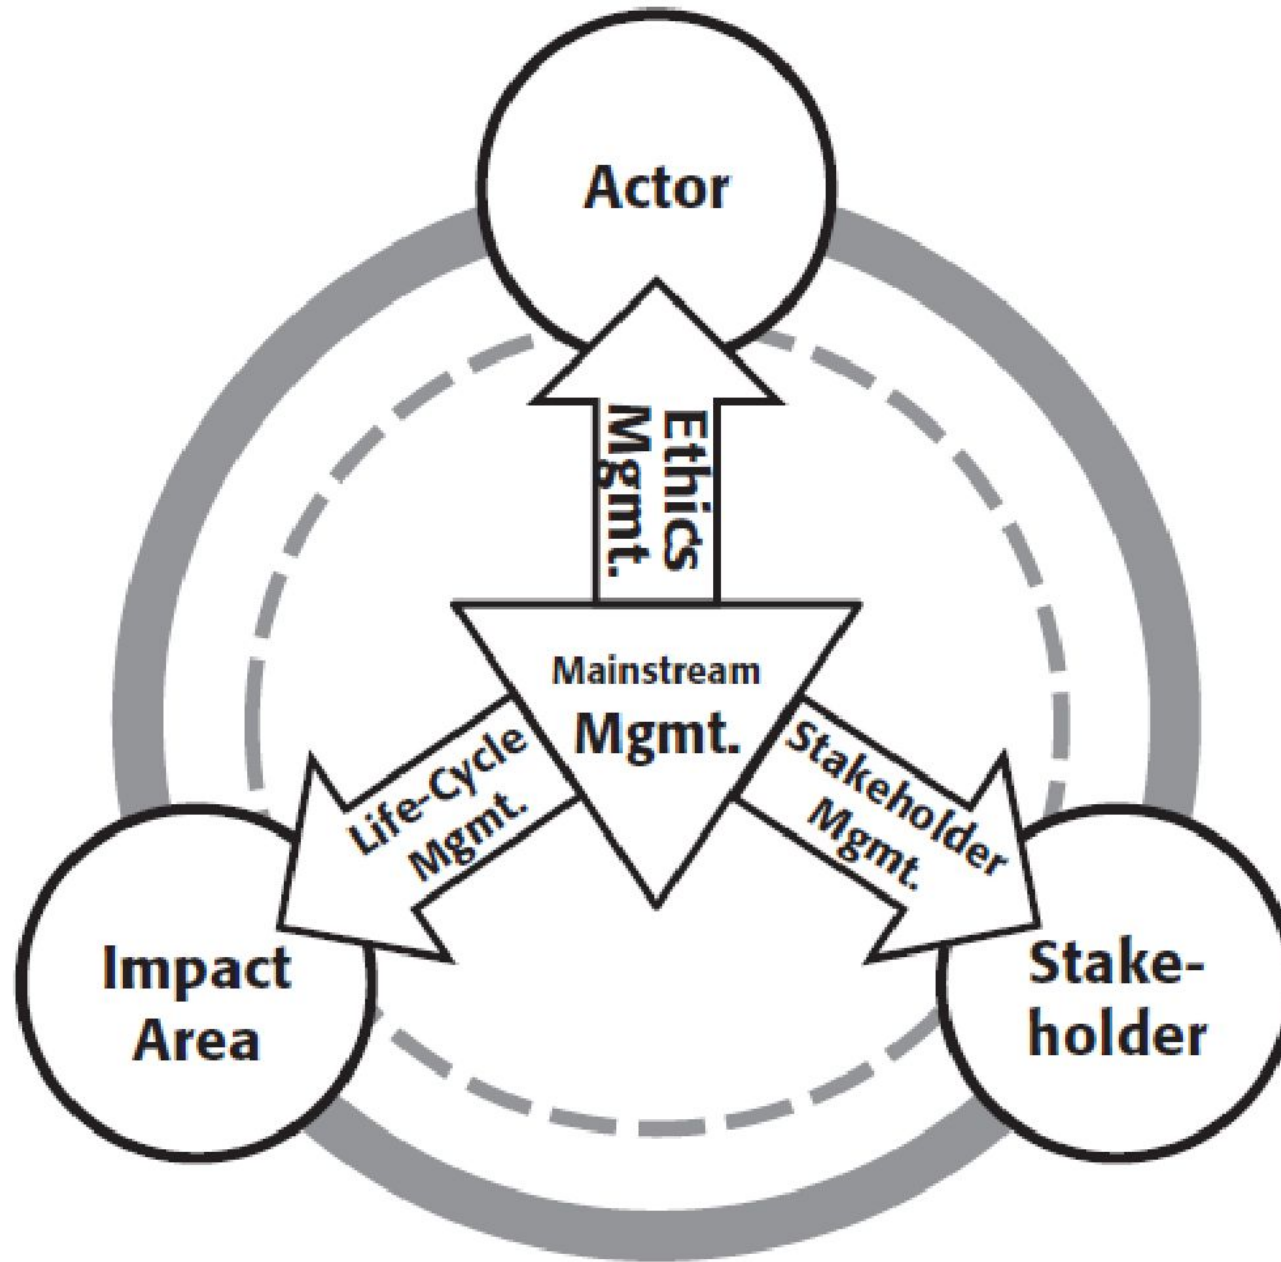 Actor
Ethics
Mgmt.
Mainstream
Mgmt.
Life-Cycle
Mgmt.
Stakeholder
Mgmt.
Impact
Area
Stake-
holder